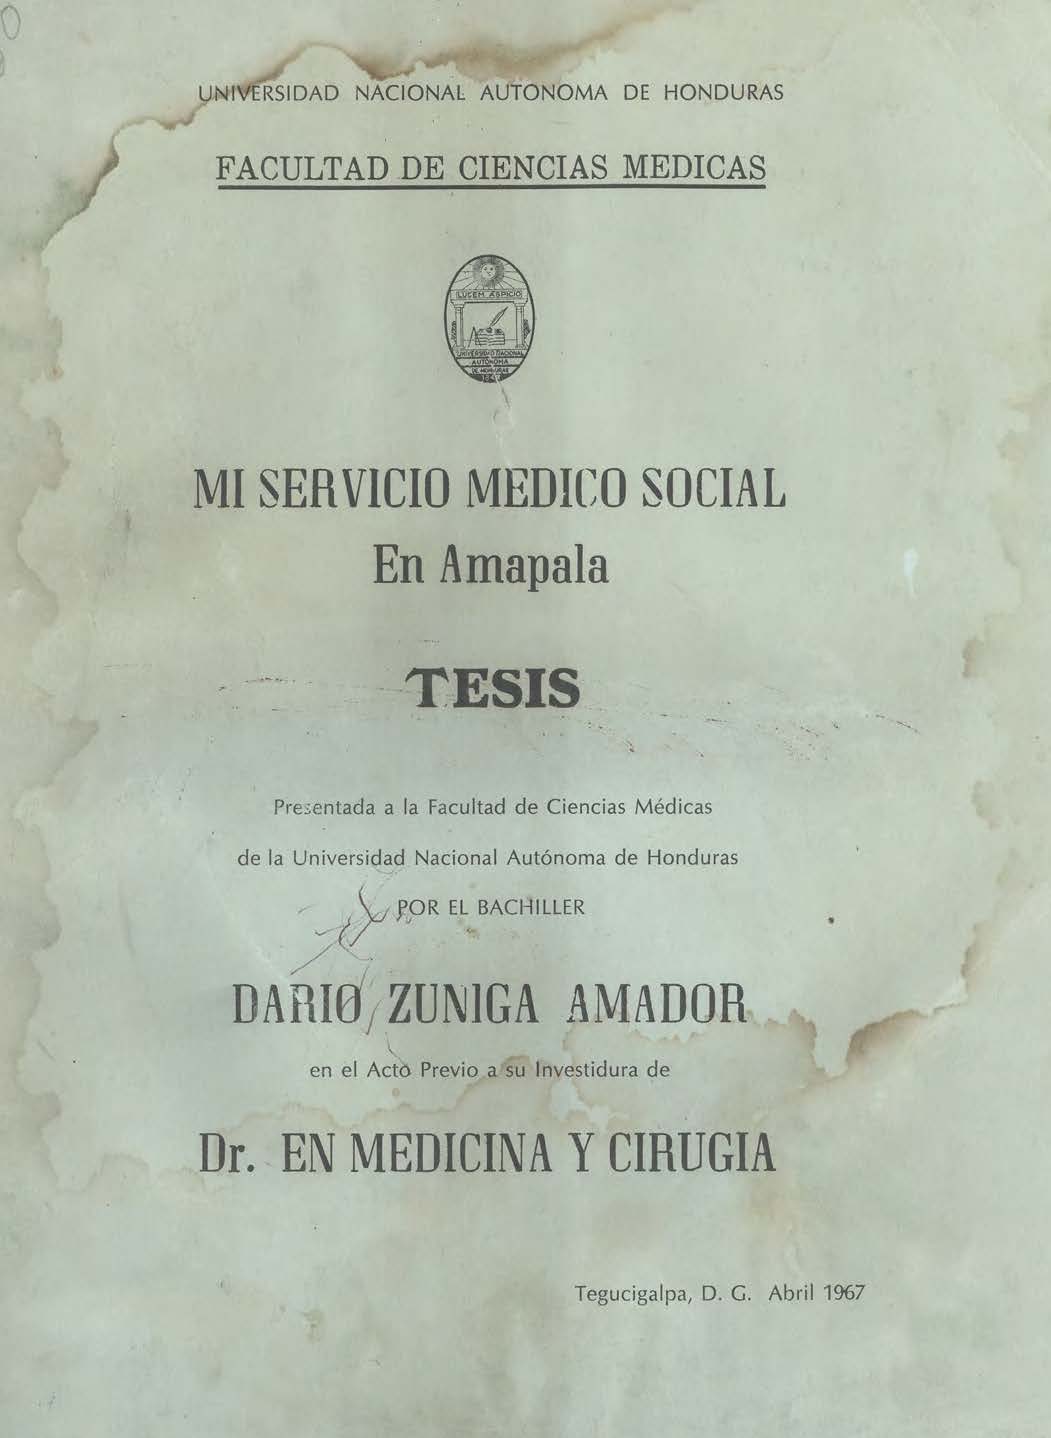 UNIVERSIDAD NACIONAL AUTONOMA DE HONDURAS
FACULTAD DE CIENCIAS MEDICAS
LUCEM ASPICIO
UNIVERSIDAD NACIONAL
AUTONOMA
DE HONDURAS
MI SERVICIO MEDICO SOCIAL
En Amapala
TESIS
Presentada a la Facultad de Ciencias Médicas
de la Universidad Nacional Autónoma de Honduras
POR EL BACHILLER
DARIO ZUNIGA AMADOR
en el Acto Previo a su Investidura de
Dr. EN MEDICINA Y CIRUGIA
Tegucigalpa, D. G. Abril 1967